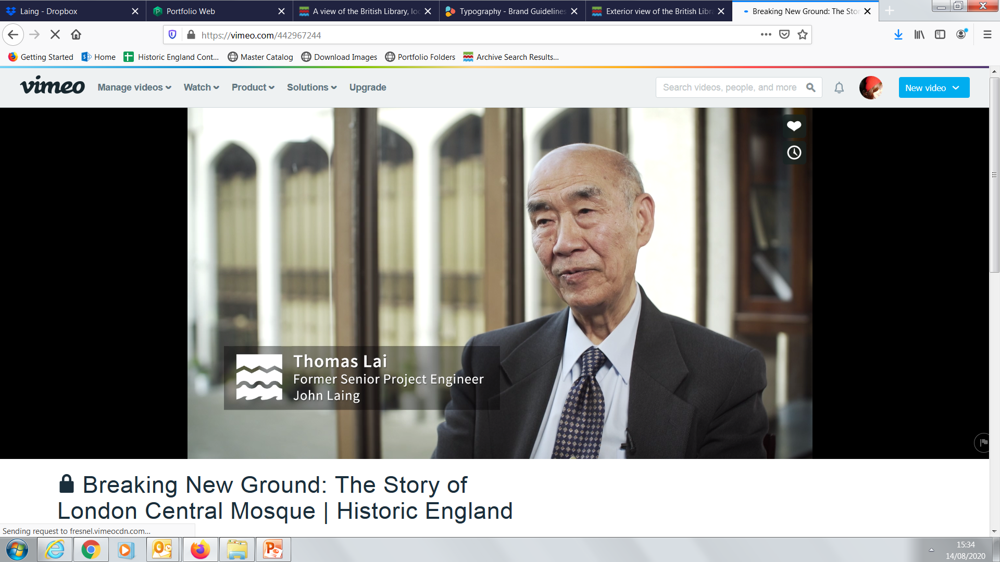 Laing - Dropbox
Portfolio Web
A view of the British Library, loc
Typography - Brand Guidelines
Exterior view of the British Libra
Breaking New Ground: The Stor
https://vimeo.com/442967244
Getting Started
Home
Historic England Cont...
Master Catalog
Download Images
Portfolio Folders
Archive Search Results...
vimeo
Manage videos
Watch
Product
Solutions
Upgrade
Search videos, people, and more
New video
Thomas Lai
Former Senior Project Engineer
John Laing
Breaking New Ground: The Story of
London Central Mosque | Historic England
Sending request to fresnel.vimeocdn.com...
15:34
14/08/2020